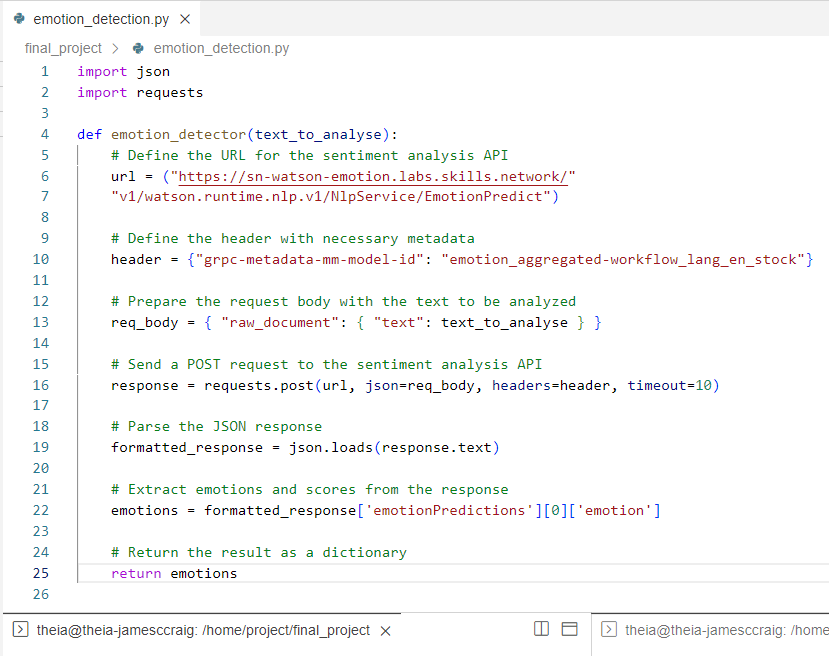 emotion_detection.py
final_project > emotion_detection.py
1 import json
2 import requests
3
4 def emotion_detector(text_to_analyse):
5     # Define the URL for the sentiment analysis API
6     url = ("https://sn-watson-emotion.labs.skills.network/"
7     "v1/watson.runtime.nlp.v1/NlpService/EmotionPredict")
8
9     # Define the header with necessary metadata
10     header = {"grpc-metadata-mm-model-id": "emotion_aggregated-workflow_lang_en_stock"}
11
12     # Prepare the request body with the text to be analyzed
13     req_body = { "raw_document": { "text": text_to_analyse } }
14
15     # Send a POST request to the sentiment analysis API
16     response = requests.post(url, json=req_body, headers=header, timeout=10)
17
18     # Parse the JSON response
19     formatted_response = json.loads(response.text)
20
21     # Extract emotions and scores from the response
22     emotions = formatted_response['emotionPredictions'][0]['emotion']
23
24     # Return the result as a dictionary
25     return emotions
26
theia@theia-jamesccraig: /home/project/final_project
theia@theia-jamesccraig: /home